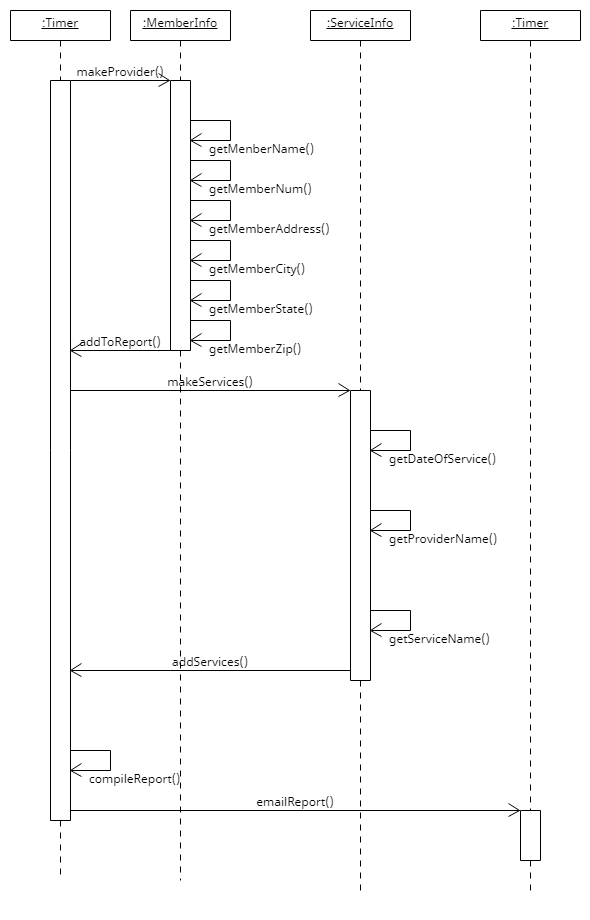 :Timer
:MemberInfo
:ServiceInfo
:Timer
makeProvider()
getMenberName()
getMemberNum()
getMemberAddress()
getMemberCity()
getMemberState()
addToReport()
getMemberZip()
makeServices()
getDateOfService()
getProviderName()
getServiceName()
addServices()
compileReport()
emailReport()